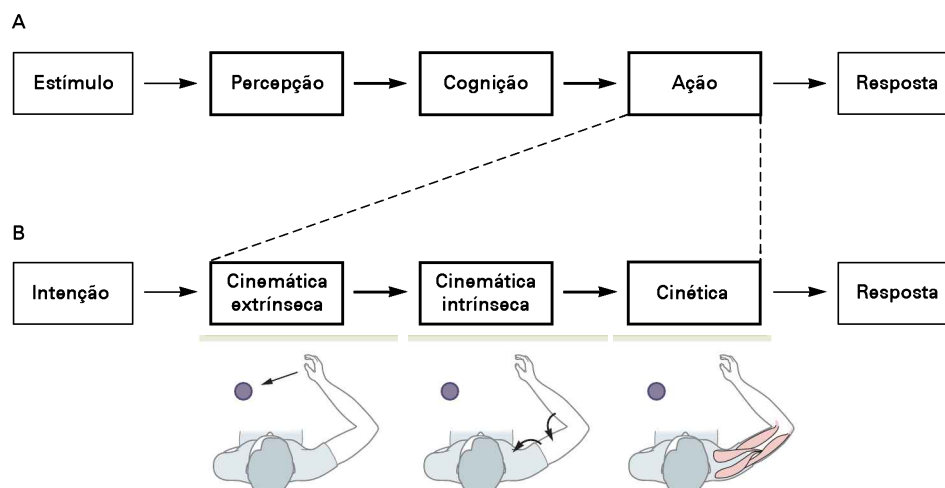 A
Estímulo
Percepção
Cognição
Ação
Resposta
B
Intenção
Cinemática
extrínseca
Cinemática
intrínseca
Cinética
Resposta